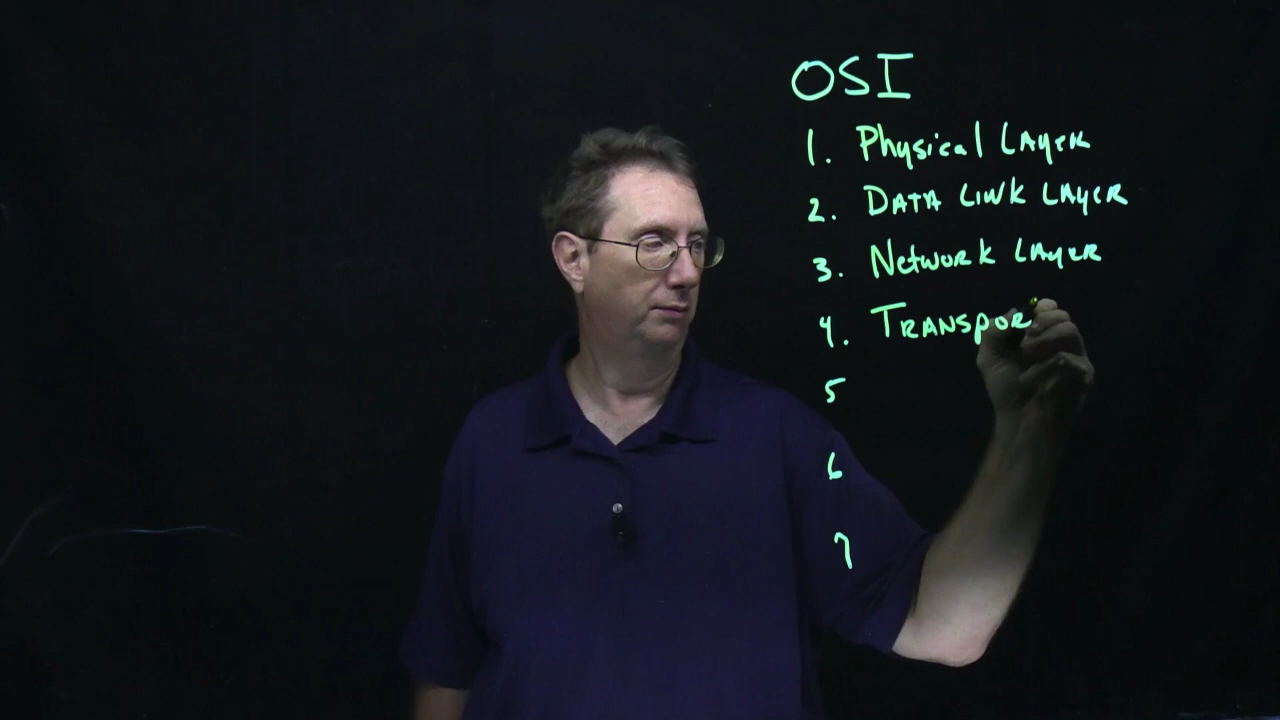 OSI
1. Physical Layer
2. Data Link Layer
3. Network Layer
4. Transpor
5
6
7